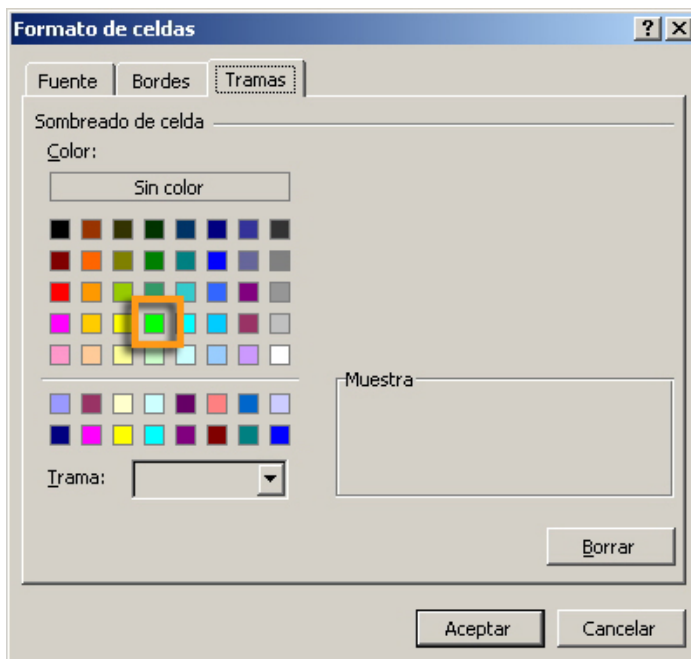 Formato de celdas
Fuente Bordes Tramas
Sombreado de celda
Color:
Sin color
Muestra
Trama:
Borrar
Aceptar Cancelar